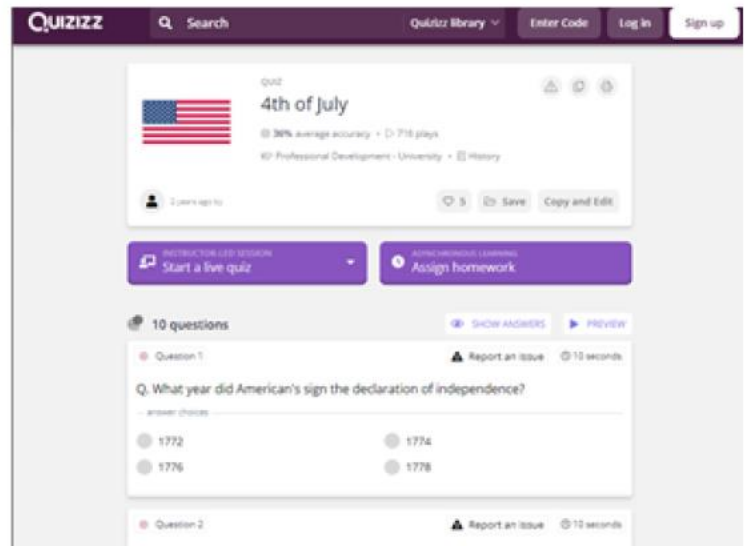 QUIZIZZ Search Quizizz library Enter Code Log in Sign up
QUIZ
4th of July
36% average accuracy • 716 plays
Professional Development - University • History
2 years ago by
5 Save Copy and Edit
INSTRUCTOR-LED SESSION
Start a live quiz
ASYNCHRONOUS LEARNING
Assign homework
10 questions SHOW ANSWERS PREVIEW
Question 1 Report an issue 10 seconds
Q. What year did American's sign the declaration of independence?
answer choices
1772 1774
1776 1778
Question 2 Report an issue 10 seconds